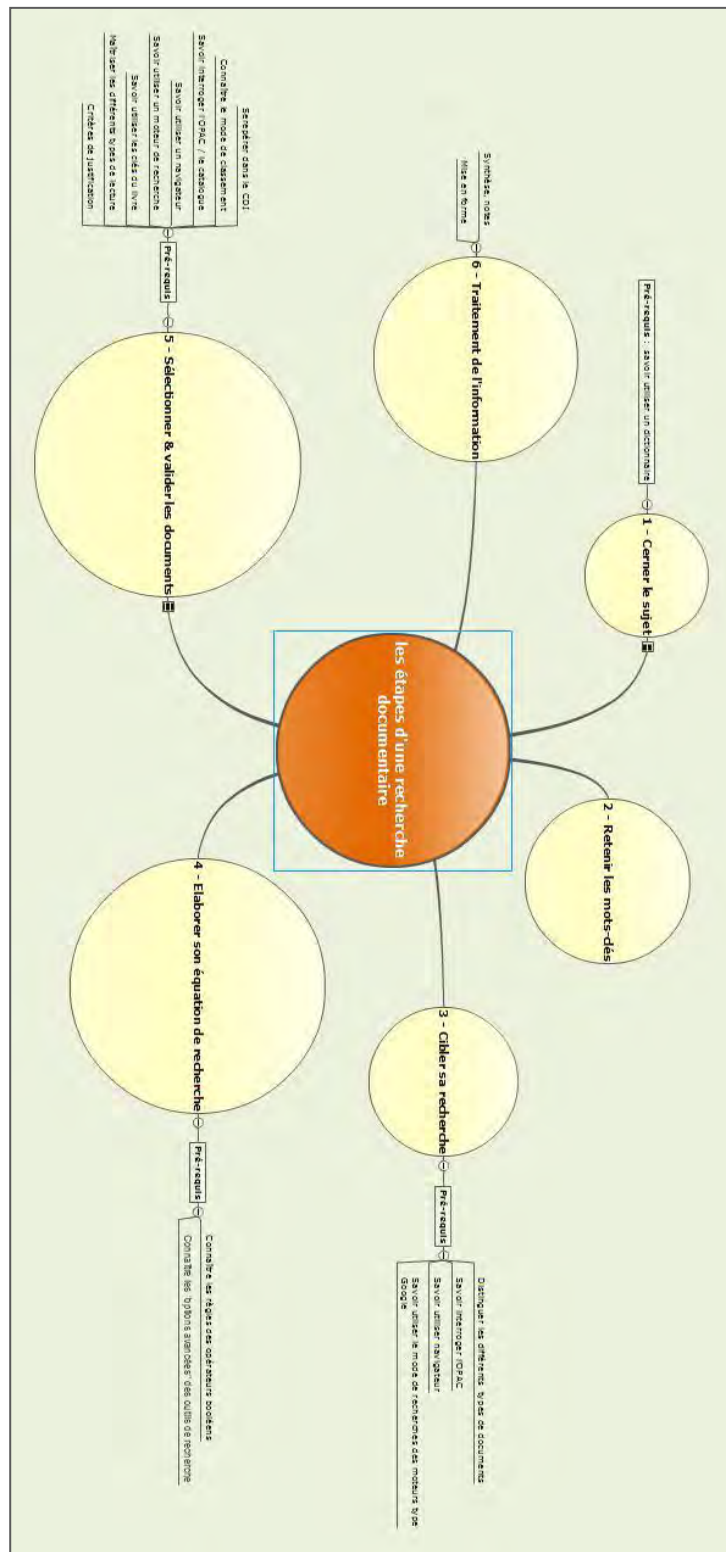 les étapes d'une recherche
documentaire
1 - Cerner le sujet
Pré-requis : savoir utiliser un dictionnaire
2 - Retenir les mots-clés
3 - Cibler sa recherche
Pré-requis
Distinguer les différents types de documents
Savoir interroger l'OPAC
Savoir utiliser navigateur
Savoir utiliser le mode de recherches des moteurs type
Google
4 - Elaborer son équation de recherche
Pré-requis
Connaître les règles des opérateurs booléens
Connaître les "options avancées" des outils de recherche
5 - Sélectionner & valider les documents
Pré-requis
Se repérer dans le CDI
Connaître le mode de classement
Savoir interroger l'OPAC / le catalogue
Savoir utiliser un navigateur
Savoir utiliser un moteur de recherche
Savoir utiliser les clés du livre
Maîtriser les différents types de lecture
Critères de justification
6 - Traitement de l'information
Synthèse, notes
Mise en forme